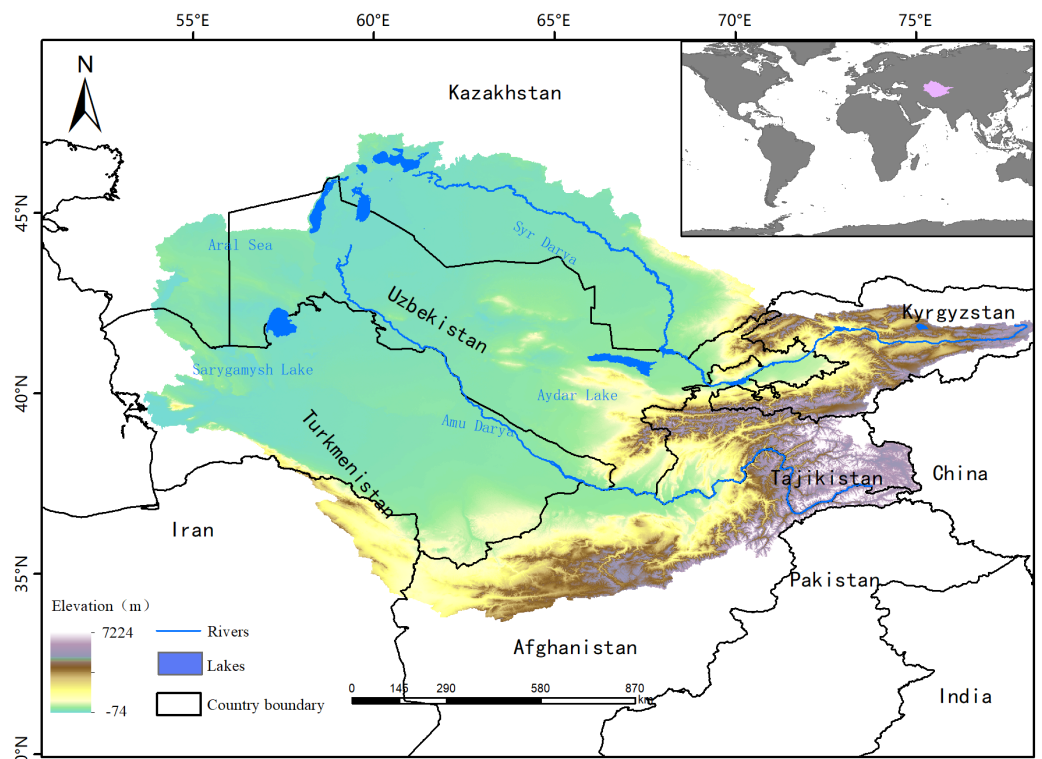 55°E
60°E
65°E
70°E
75°E
N
Kazakhstan
45°N
Aral Sea
Syr Darya
Uzbekistan
Kyrgyzstan
Sarygamysh Lake
40°N
Aydar Lake
Amu Darya
Turkmenistan
Tajikistan
China
Iran
35°N
Pakistan
Elevation（m）
7224
-74
Rivers
Lakes
Country boundary
Afghanistan
0 145 290 580 870
km
India
0°N